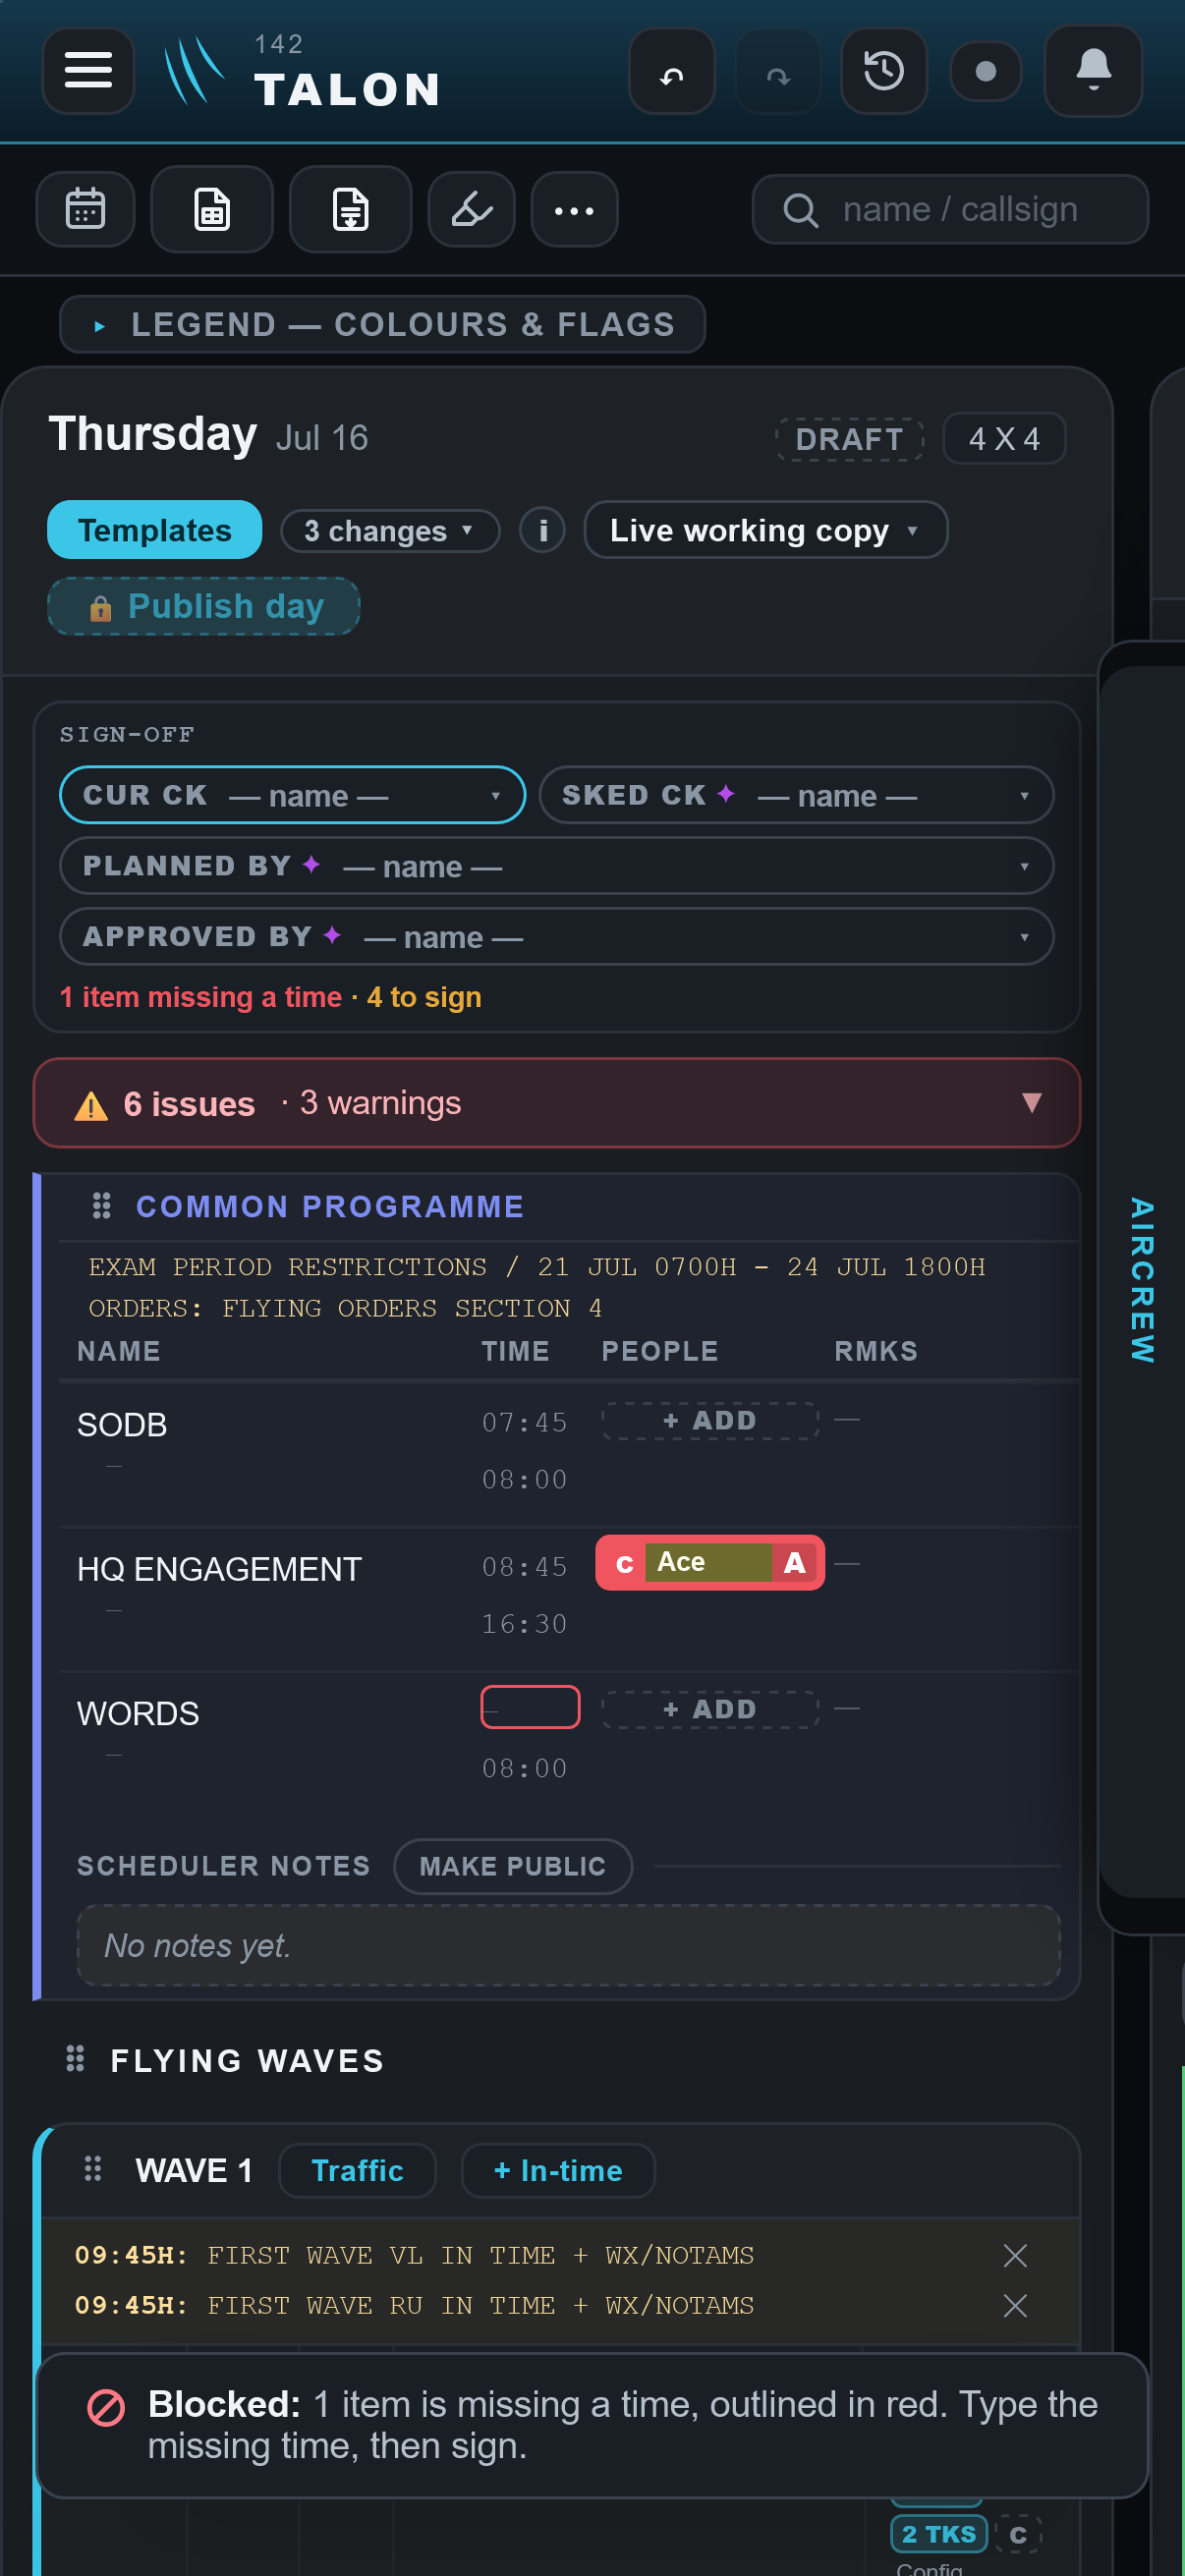 142
TALON
name / callsign
LEGEND — COLOURS & FLAGS
Thursday Jul 16 DRAFT 4 X 4
Templates 3 changes i Live working copy
Publish day
SIGN-OFF
CUR CK — name — SKED CK — name —
PLANNED BY — name —
APPROVED BY — name —
1 item missing a time · 4 to sign
6 issues · 3 warnings
AIRCREW
COMMON PROGRAMME
EXAM PERIOD RESTRICTIONS / 21 JUL 0700H - 24 JUL 1800H
ORDERS: FLYING ORDERS SECTION 4
NAME TIME PEOPLE RMKS
SODB 07:45 + ADD —
— 08:00
HQ ENGAGEMENT 08:45 C Ace A —
— 16:30
WORDS — + ADD —
— 08:00
SCHEDULER NOTES MAKE PUBLIC
No notes yet.
FLYING WAVES
WAVE 1 Traffic + In-time
09:45H: FIRST WAVE VL IN TIME + WX/NOTAMS
09:45H: FIRST WAVE RU IN TIME + WX/NOTAMS
Blocked: 1 item is missing a time, outlined in red. Type the
missing time, then sign.
2 TKS C
Config